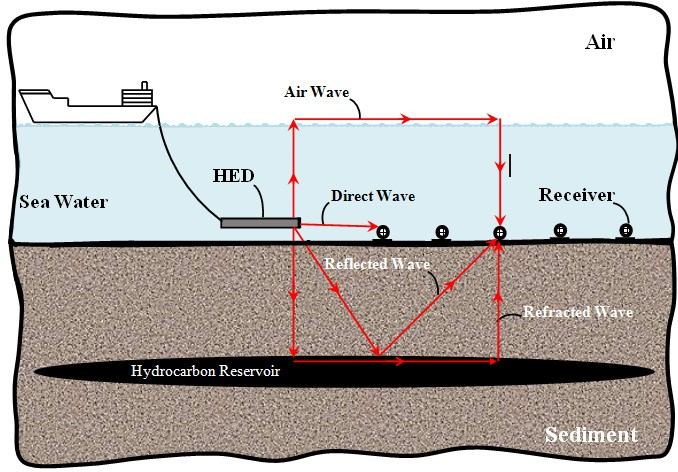 Air
Air Wave
HED
Direct Wave
Sea Water
Receiver
Reflected Wave
Refracted Wave
Hydrocarbon Reservoir
Sediment